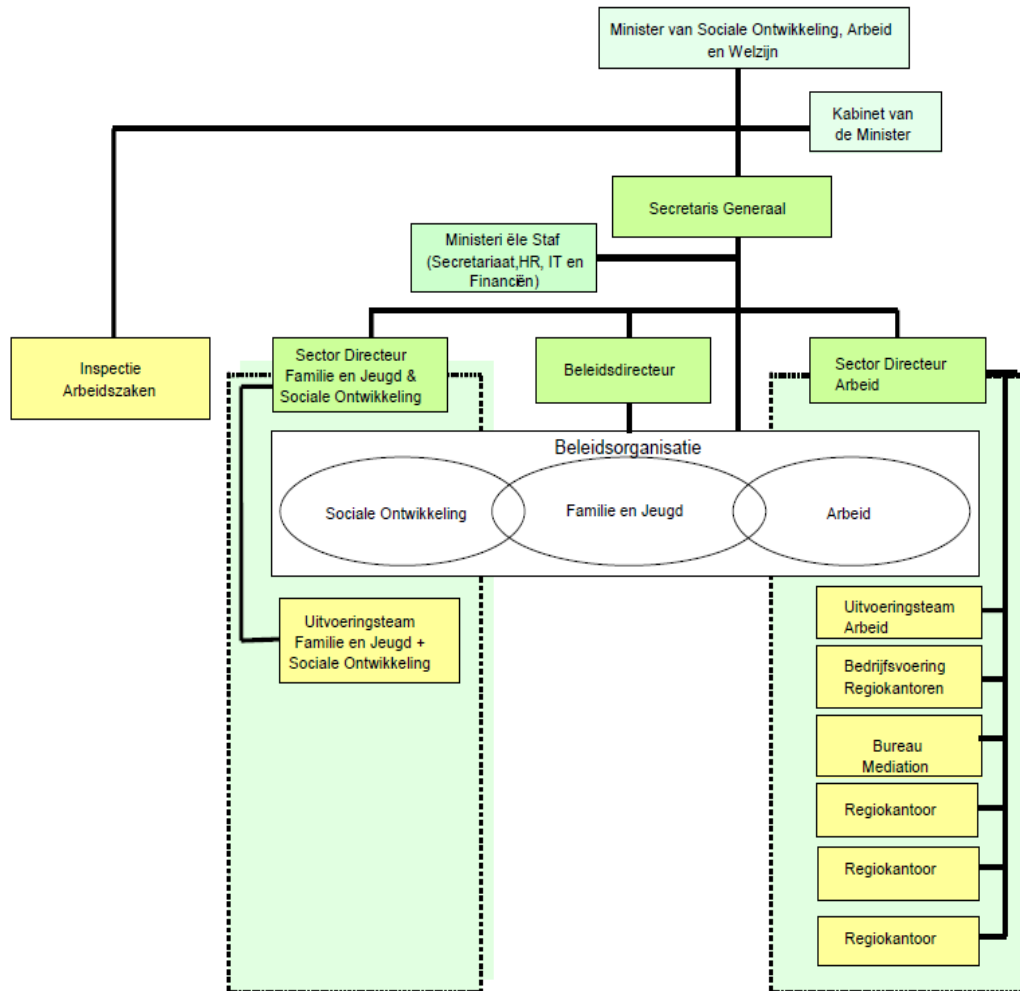 Minister van Sociale Ontwikkeling, Arbeid
en Welzijn
Kabinet van
de Minister
Secretaris Generaal
Ministeri ële Staf
(Secretariaat,HR, IT en
Financiën)
Inspectie
Arbeidszaken
Sector Directeur
Familie en Jeugd &
Sociale Ontwikkeling
Beleidsdirecteur
Sector Directeur
Arbeid
Beleidsorganisatie
Sociale Ontwikkeling
Familie en Jeugd
Arbeid
Uitvoeringsteam
Familie en Jeugd +
Sociale Ontwikkeling
Uitvoeringsteam
Arbeid
Bedrijfsvoering
Regiokantoren
Bureau
Mediation
Regiokantoor
Regiokantoor
Regiokantoor